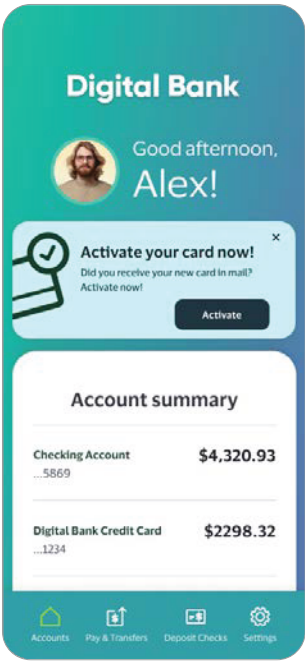 Digital Bank
Good afternoon,
Alex!
Activate your card now!
×
Did you receive your new card in mail?
Activate now!
Activate
Account summary
Checking Account $4,320.93
...5869
Digital Bank Credit Card $2298.32
...1234
Accounts Pay & Transfers Deposit Checks Settings